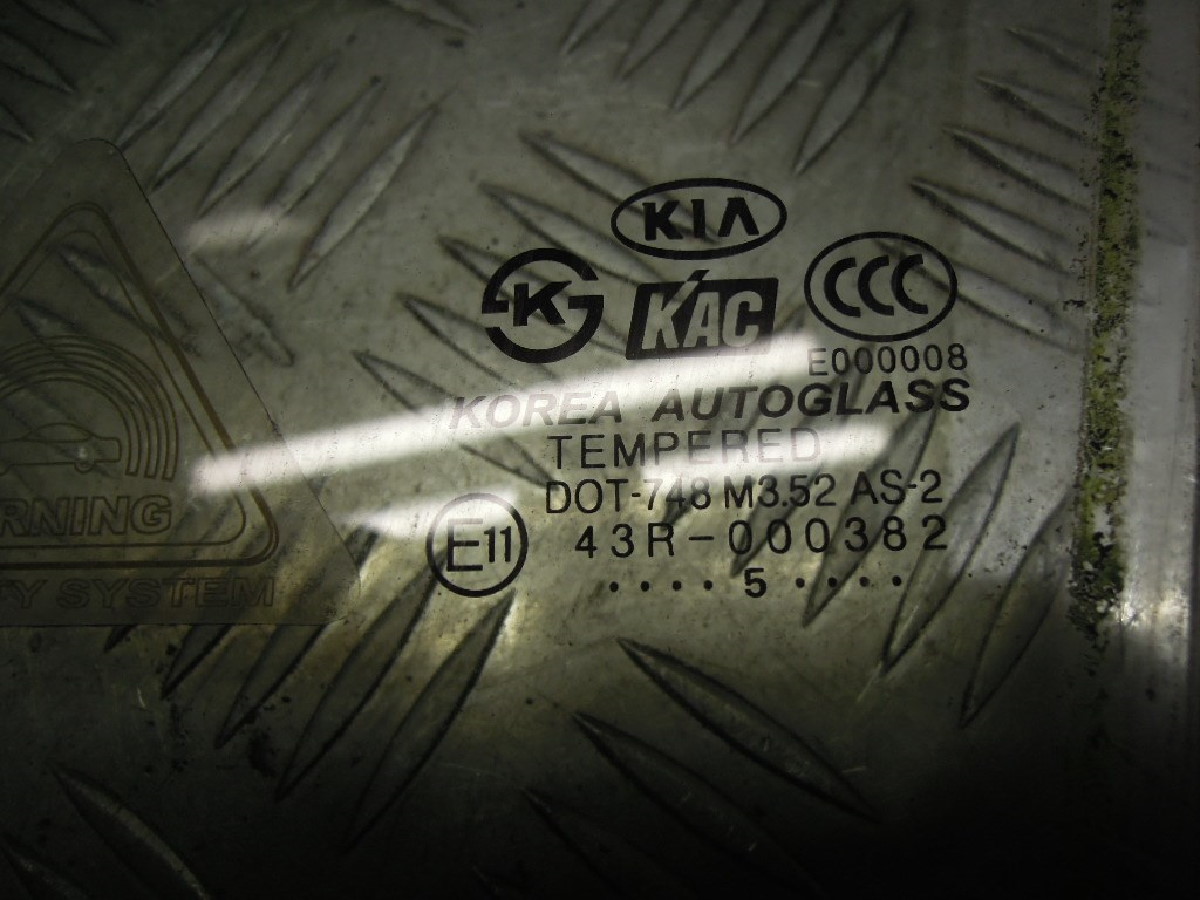 KIA
K
KAC
CCC
E000008
KOREA AUTOGLASS
TEMPERED
DOT-748 M3.52 AS-2
E11
43R-000382
....5....
RNING
TY SYSTEM